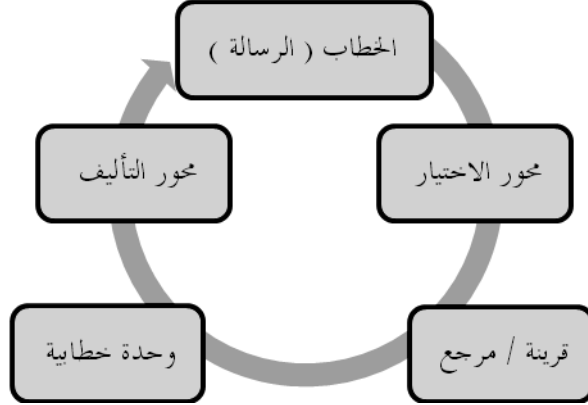 الخطاب ( الرسالة )
محور الاختيار
قرينة / مرجع
وحدة خطابية
محور التأليف